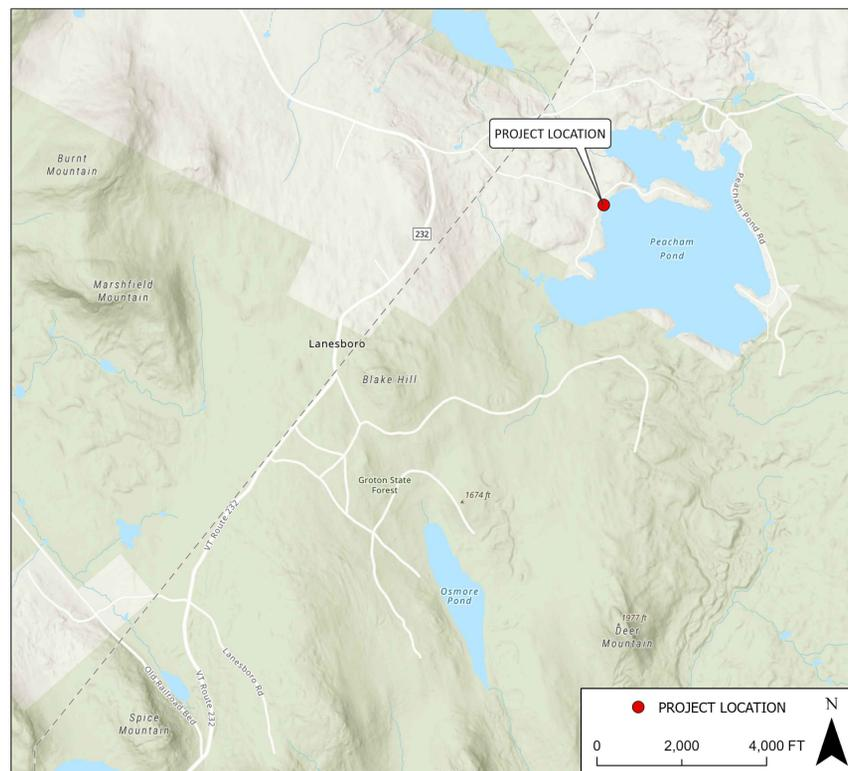 PROJECT LOCATION
Burnt
Mountain
Peacham Pond Rd
232
Peacham
Pond
Marshfield
Mountain
Lanesboro
Blake Hill
Groton State
Forest
1674 ft
VT Route 232
Osmore
Pond
1977 ft
Deer
Mountain
Lanesboro Rd
Old Railroad Bed
VT Route 232
Spice
Mountain
PROJECT LOCATION
N
0 2,000 4,000 FT